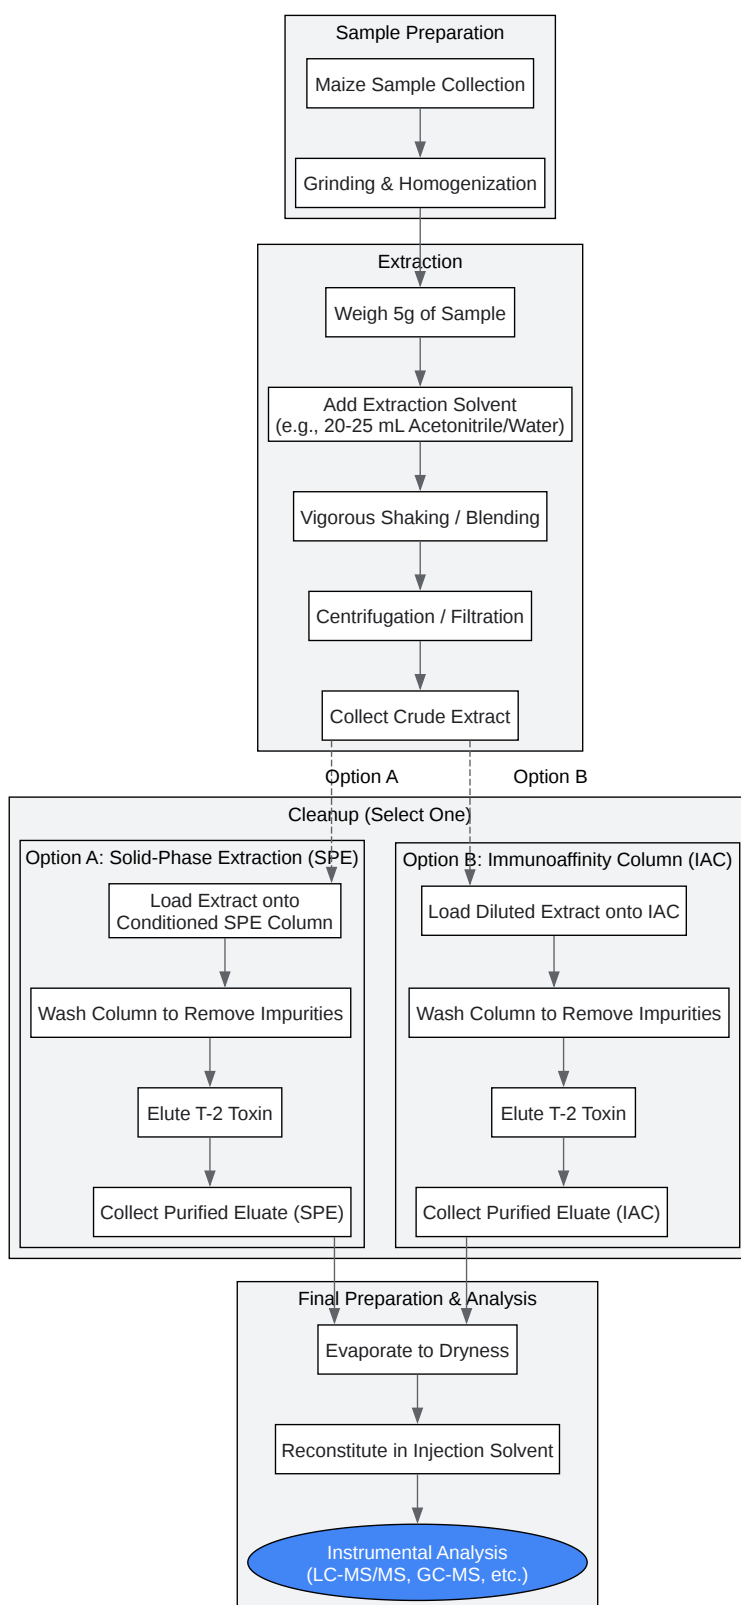 Sample Preparation
Maize Sample Collection
Grinding & Homogenization
Extraction
Weigh 5g of Sample
Add Extraction Solvent
(e.g., 20-25 mL Acetonitrile/Water)
Vigorous Shaking / Blending
Centrifugation / Filtration
Collect Crude Extract
Option A
Option B
Cleanup (Select One)
Option A: Solid-Phase Extraction (SPE)
Load Extract onto
Conditioned SPE Column
Wash Column to Remove Impurities
Elute T-2 Toxin
Collect Purified Eluate (SPE)
Option B: Immunoaffinity Column (IAC)
Load Diluted Extract onto IAC
Wash Column to Remove Impurities
Elute T-2 Toxin
Collect Purified Eluate (IAC)
Final Preparation & Analysis
Evaporate to Dryness
Reconstitute in Injection Solvent
Instrumental Analysis
(LC-MS/MS, GC-MS, etc.)